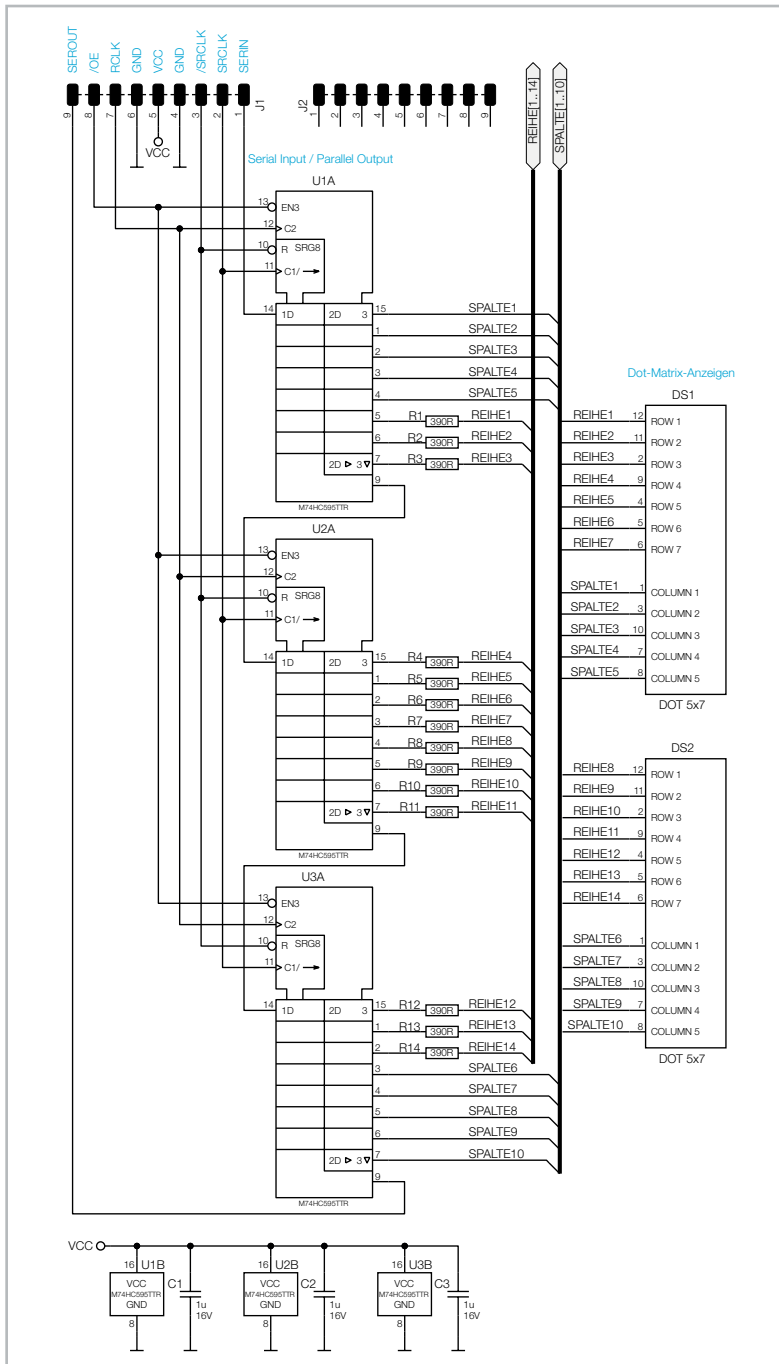 SEROUT
/OE
RCLK
GND
VCC
GND
/SRCLK
SRCLK
SERIN
9
8
7
6
5
4
3
2
1
J1
VCC
J2
1
2
3
4
5
6
7
8
9
REIHE[1..14]
SPALTE[1..10]
Serial Input / Parallel Output
U1A
13 EN3
12 C2
10 R SRG8
11 C1/
14 1D 2D 3 15 SPALTE1
1 SPALTE2
2 SPALTE3
3 SPALTE4
4 SPALTE5
5 R1 390R REIHE1
6 R2 390R REIHE2
2D 3 7 R3 390R REIHE3
9
M74HC595TTR
U2A
13 EN3
12 C2
10 R SRG8
11 C1/
14 1D 2D 3 15 R4 390R REIHE4
1 R5 390R REIHE5
2 R6 390R REIHE6
3 R7 390R REIHE7
4 R8 390R REIHE8
5 R9 390R REIHE9
6 R10 390R REIHE10
2D 3 7 R11 390R REIHE11
9
M74HC595TTR
U3A
13 EN3
12 C2
10 R SRG8
11 C1/
14 1D 2D 3 15 R12 390R REIHE12
1 R13 390R REIHE13
2 R14 390R REIHE14
3 SPALTE6
4 SPALTE7
5 SPALTE8
6 SPALTE9
2D 3 7 SPALTE10
9
M74HC595TTR
Dot-Matrix-Anzeigen
DS1
REIHE1 12 ROW 1
REIHE2 11 ROW 2
REIHE3 2 ROW 3
REIHE4 9 ROW 4
REIHE5 4 ROW 5
REIHE6 5 ROW 6
REIHE7 6 ROW 7
SPALTE1 1 COLUMN 1
SPALTE2 3 COLUMN 2
SPALTE3 10 COLUMN 3
SPALTE4 7 COLUMN 4
SPALTE5 8 COLUMN 5
DOT 5x7
DS2
REIHE8 12 ROW 1
REIHE9 11 ROW 2
REIHE10 2 ROW 3
REIHE11 9 ROW 4
REIHE12 4 ROW 5
REIHE13 5 ROW 6
REIHE14 6 ROW 7
SPALTE6 1 COLUMN 1
SPALTE7 3 COLUMN 2
SPALTE8 10 COLUMN 3
SPALTE9 7 COLUMN 4
SPALTE10 8 COLUMN 5
DOT 5x7
VCC
16 U1B
VCC
M74HC595TTR
GND
8
C1
1u
16V
16 U2B
VCC
M74HC595TTR
GND
8
C2
1u
16V
16 U3B
VCC
M74HC595TTR
GND
8
C3
1u
16V